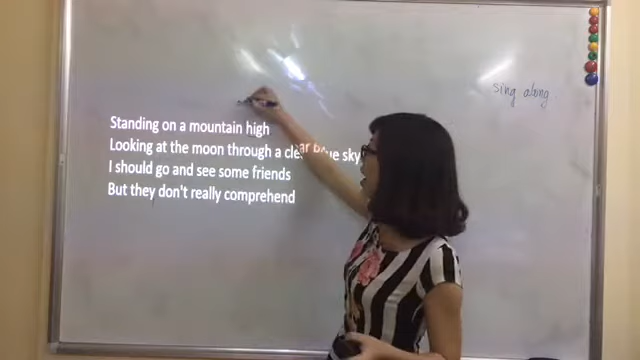 Standing on a mountain high
Looking at the moon through a clear blue sky
I should go and see some friends
But they don't really comprehend
sing along